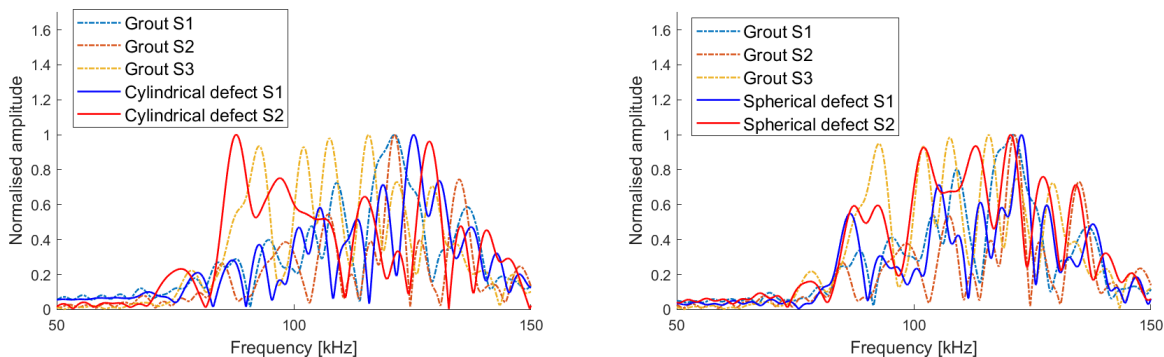 1.6
1.4
1.2
1
0.8
0.6
0.4
0.2
0
Normalised amplitude
Grout S1
Grout S2
Grout S3
Cylindrical defect S1
Cylindrical defect S2
50
100
150
Frequency [kHz]
1.6
1.4
1.2
1
0.8
0.6
0.4
0.2
0
Normalised amplitude
Grout S1
Grout S2
Grout S3
Spherical defect S1
Spherical defect S2
50
100
150
Frequency [kHz]